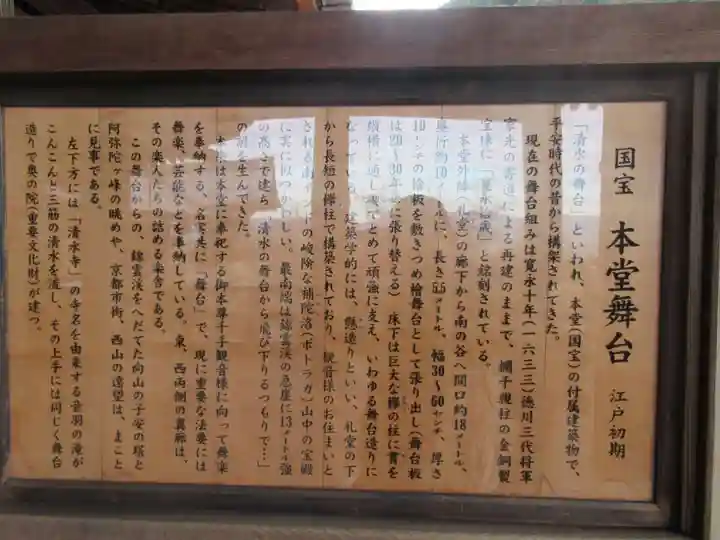 国宝 本堂舞台 江戸初期
「清水の舞台」といわれ、本堂(国宝)の付属建築物で、
平安時代の昔から構架されてきた。
現在の舞台組みは寛永十年(一六三三)徳川三代将軍
家光の寄進による再建のままで、欄干親柱の金銅製
宝珠に「寛永 」と銘刻されている。
本堂外陣(礼堂)の廊下から南の谷へ間口約18メートル、
奥行約10メートルに、長さ5.5メートル、幅30〜60センチ、厚さ
10センチの桧板を敷きつめ桧舞台として張り出し(舞台板
は20〜30年毎に張り替える)床下は巨大な欅の柱に貫を
縦横に通し楔でとめて頑強に支え、いわゆる舞台造りに
なっている。建築学的には、懸造りといい、礼堂の下
から長短の欅柱で構築されており、観音様のお住まいと
される南インドの峻険な補陀洛(ポトラカ)山中の宝殿
に実に似つかわしい。最南端は錦雲渓の急崖に13メートル強
の高さで建ち、「清水の舞台から飛び下りるつもりで…」
の を生んできた。
本来は本堂に奉祀する御本尊千手観音様に向って舞楽
を奉納する、名実共に「舞台」で、現に重要な法要には
舞楽、芸能などを奉納している。東、西両側の翼廊は、
その楽人たちの詰める楽舎である。
この舞台からの、錦雲渓をへだてた向山の子安の塔と
阿弥陀ヶ峰の眺めや、京都市街、西山の遠望は、まこと
に見事である。
左下方には「清水寺」の寺名を由来する音羽の滝が
こんこんと三筋の清水を流し、その上手には同じく舞台
造りで奥の院(重要文化財)が建つ。